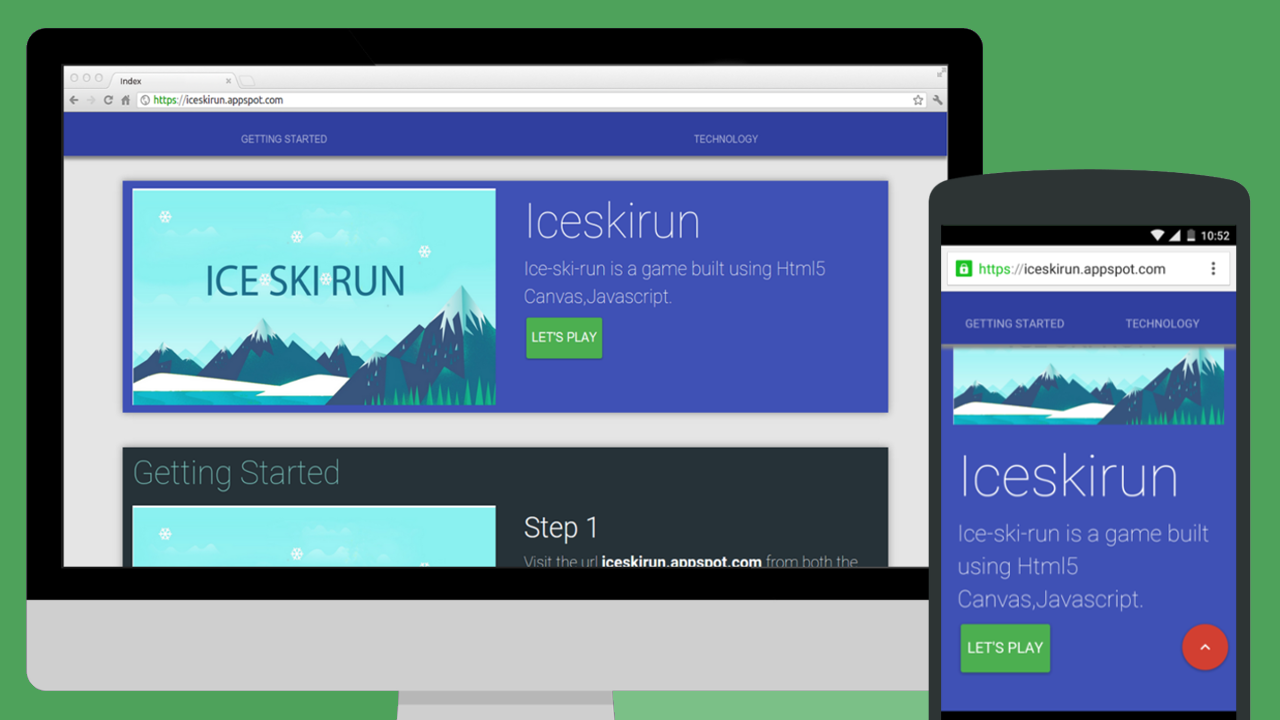 Index
https://iceskirun.appspot.com
GETTING STARTED
TECHNOLOGY
ICE SKI RUN
Iceskirun
Ice-ski-run is a game built using Html5
Canvas,Javascript.
LET'S PLAY
Getting Started
Step 1
Visit the url iceskirun.appspot.com from both the
10:52
https://iceskirun.appspot.com
GETTING STARTED
TECHNOLOGY
Iceskirun
Ice-ski-run is a game built
using Html5
Canvas,Javascript.
LET'S PLAY